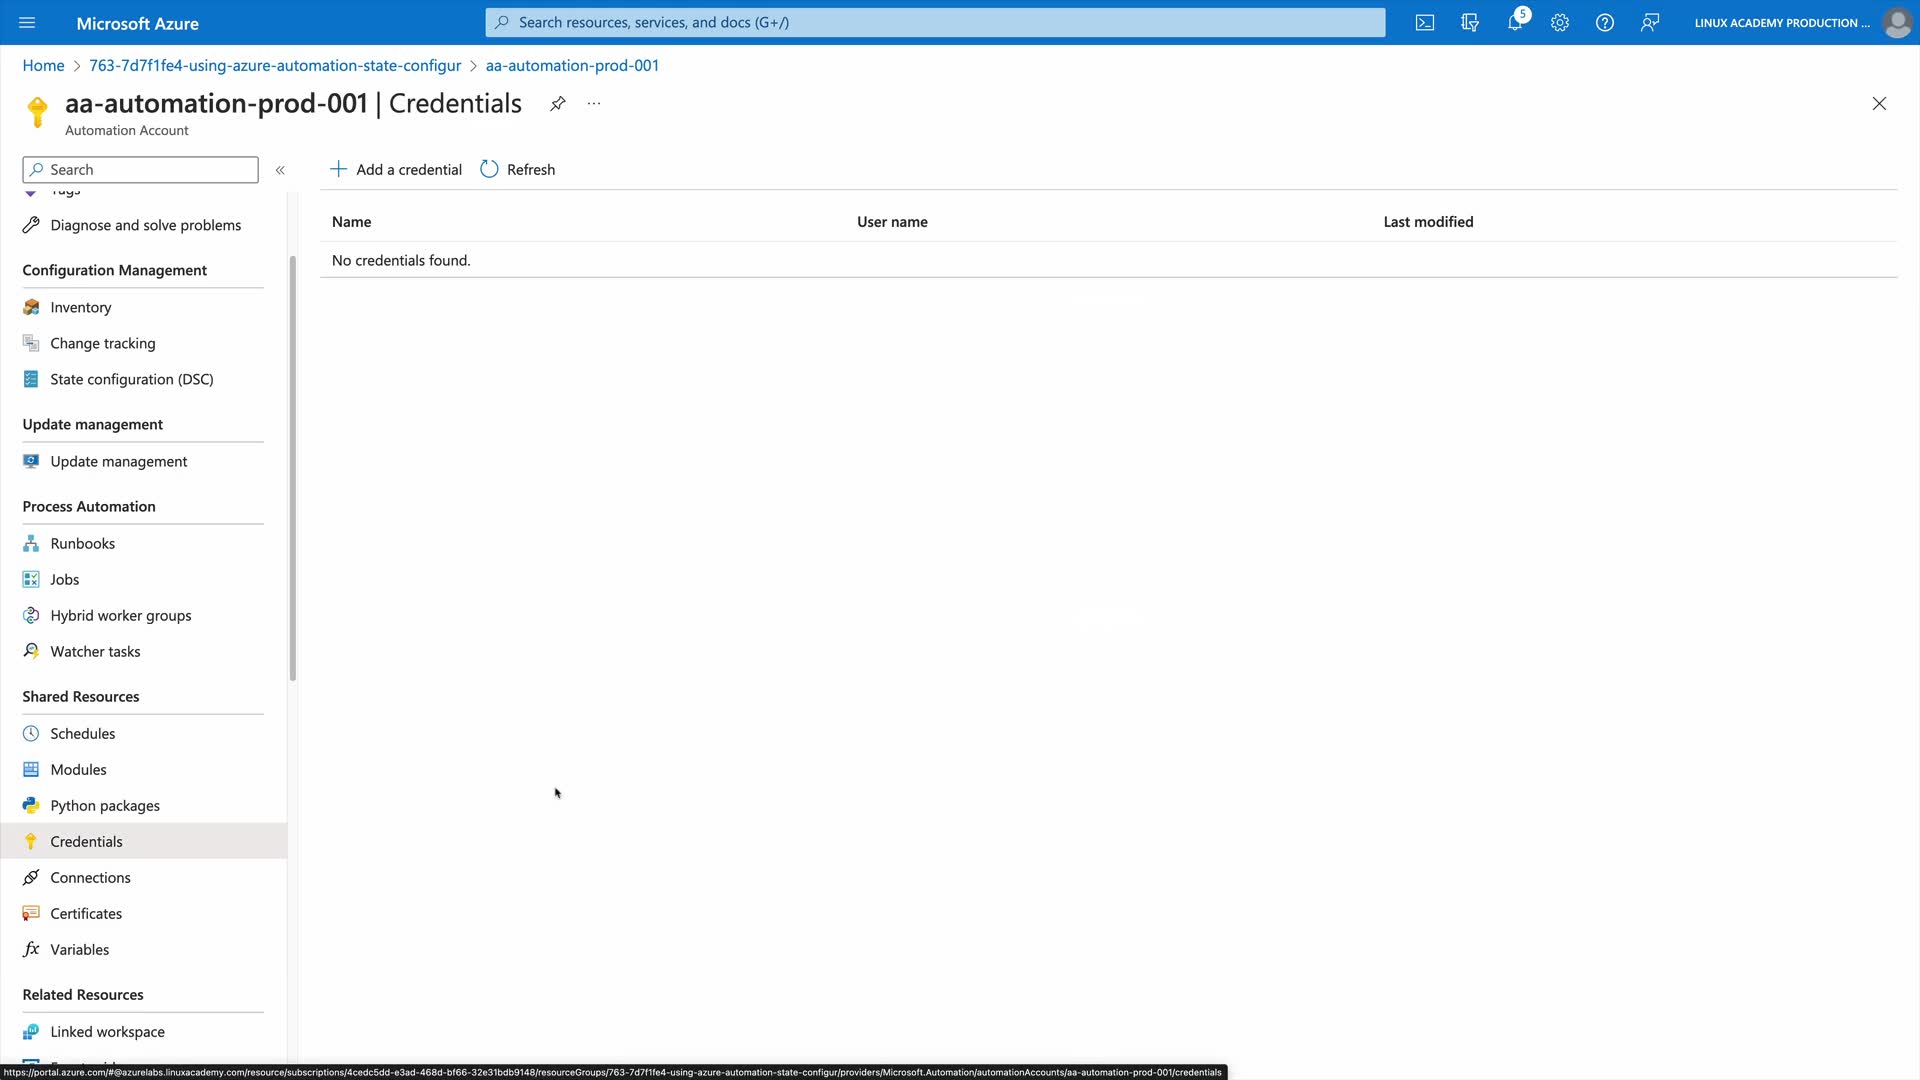 Microsoft Azure
Search resources, services, and docs (G+/)
5
LINUX ACADEMY PRODUCTION ...
Home > 763-7d7f1fe4-using-azure-automation-state-configur > aa-automation-prod-001
aa-automation-prod-001 | Credentials
Automation Account
Search
Add a credential
Refresh
Tags
Diagnose and solve problems
Configuration Management
Inventory
Change tracking
State configuration (DSC)
Update management
Update management
Process Automation
Runbooks
Jobs
Hybrid worker groups
Watcher tasks
Shared Resources
Schedules
Modules
Python packages
Credentials
Connections
Certificates
Variables
Related Resources
Linked workspace
Name User name Last modified
No credentials found.
https://portal.azure.com/#@azurelabs.linuxacademy.com/resource/subscriptions/4cedc5dd-e3ad-468d-bf66-32e31bdb9148/resourceGroups/763-7d7f1fe4-using-azure-automation-state-configur/providers/Microsoft.Automation/automationAccounts/aa-automation-prod-001/credentials